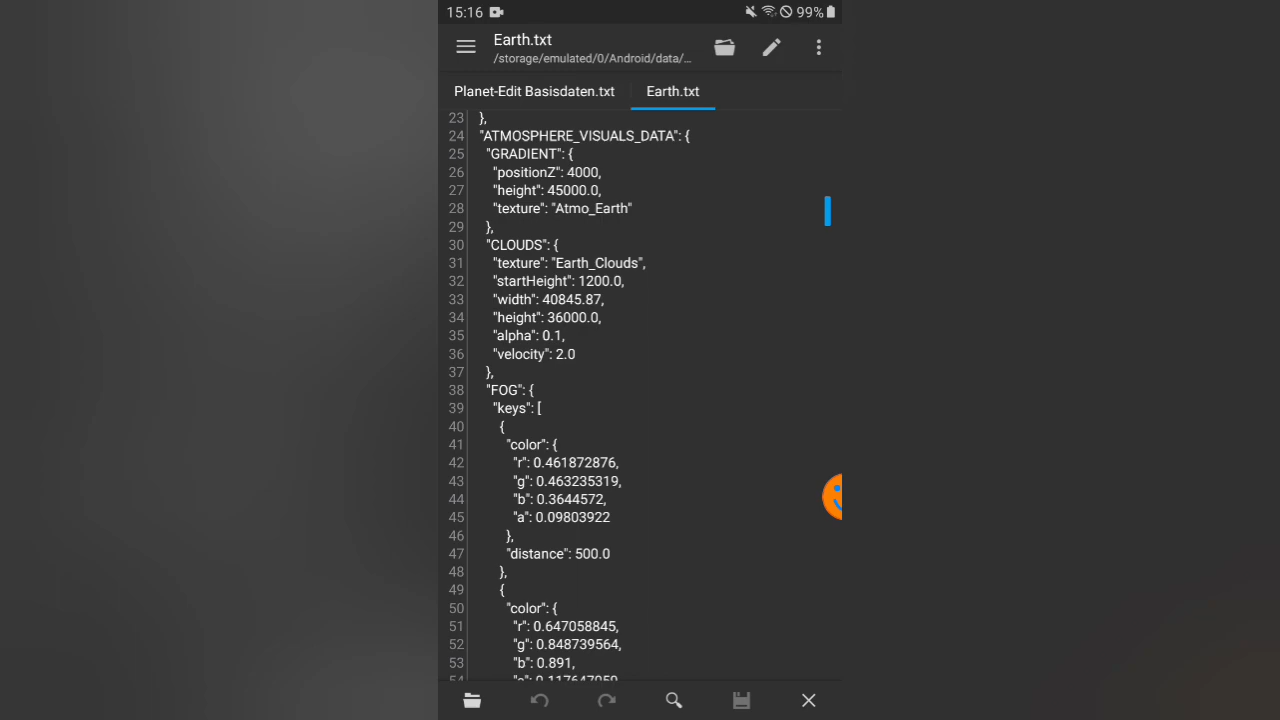 15:16
99%
Earth.txt
/storage/emulated/0/Android/data/...
Planet-Edit Basisdaten.txt
Earth.txt
23 },
24 "ATMOSPHERE_VISUALS_DATA": {
25 "GRADIENT": {
26 "positionZ": 4000,
27 "height": 45000.0,
28 "texture": "Atmo_Earth"
29 },
30 "CLOUDS": {
31 "texture": "Earth_Clouds",
32 "startHeight": 1200.0,
33 "width": 40845.87,
34 "height": 36000.0,
35 "alpha": 0.1,
36 "velocity": 2.0
37 },
38 "FOG": {
39 "keys": [
40 {
41 "color": {
42 "r": 0.461872876,
43 "g": 0.463235319,
44 "b": 0.3644572,
45 "a": 0.09803922
46 },
47 "distance": 500.0
48 },
49 {
50 "color": {
51 "r": 0.647058845,
52 "g": 0.848739564,
53 "b": 0.891,